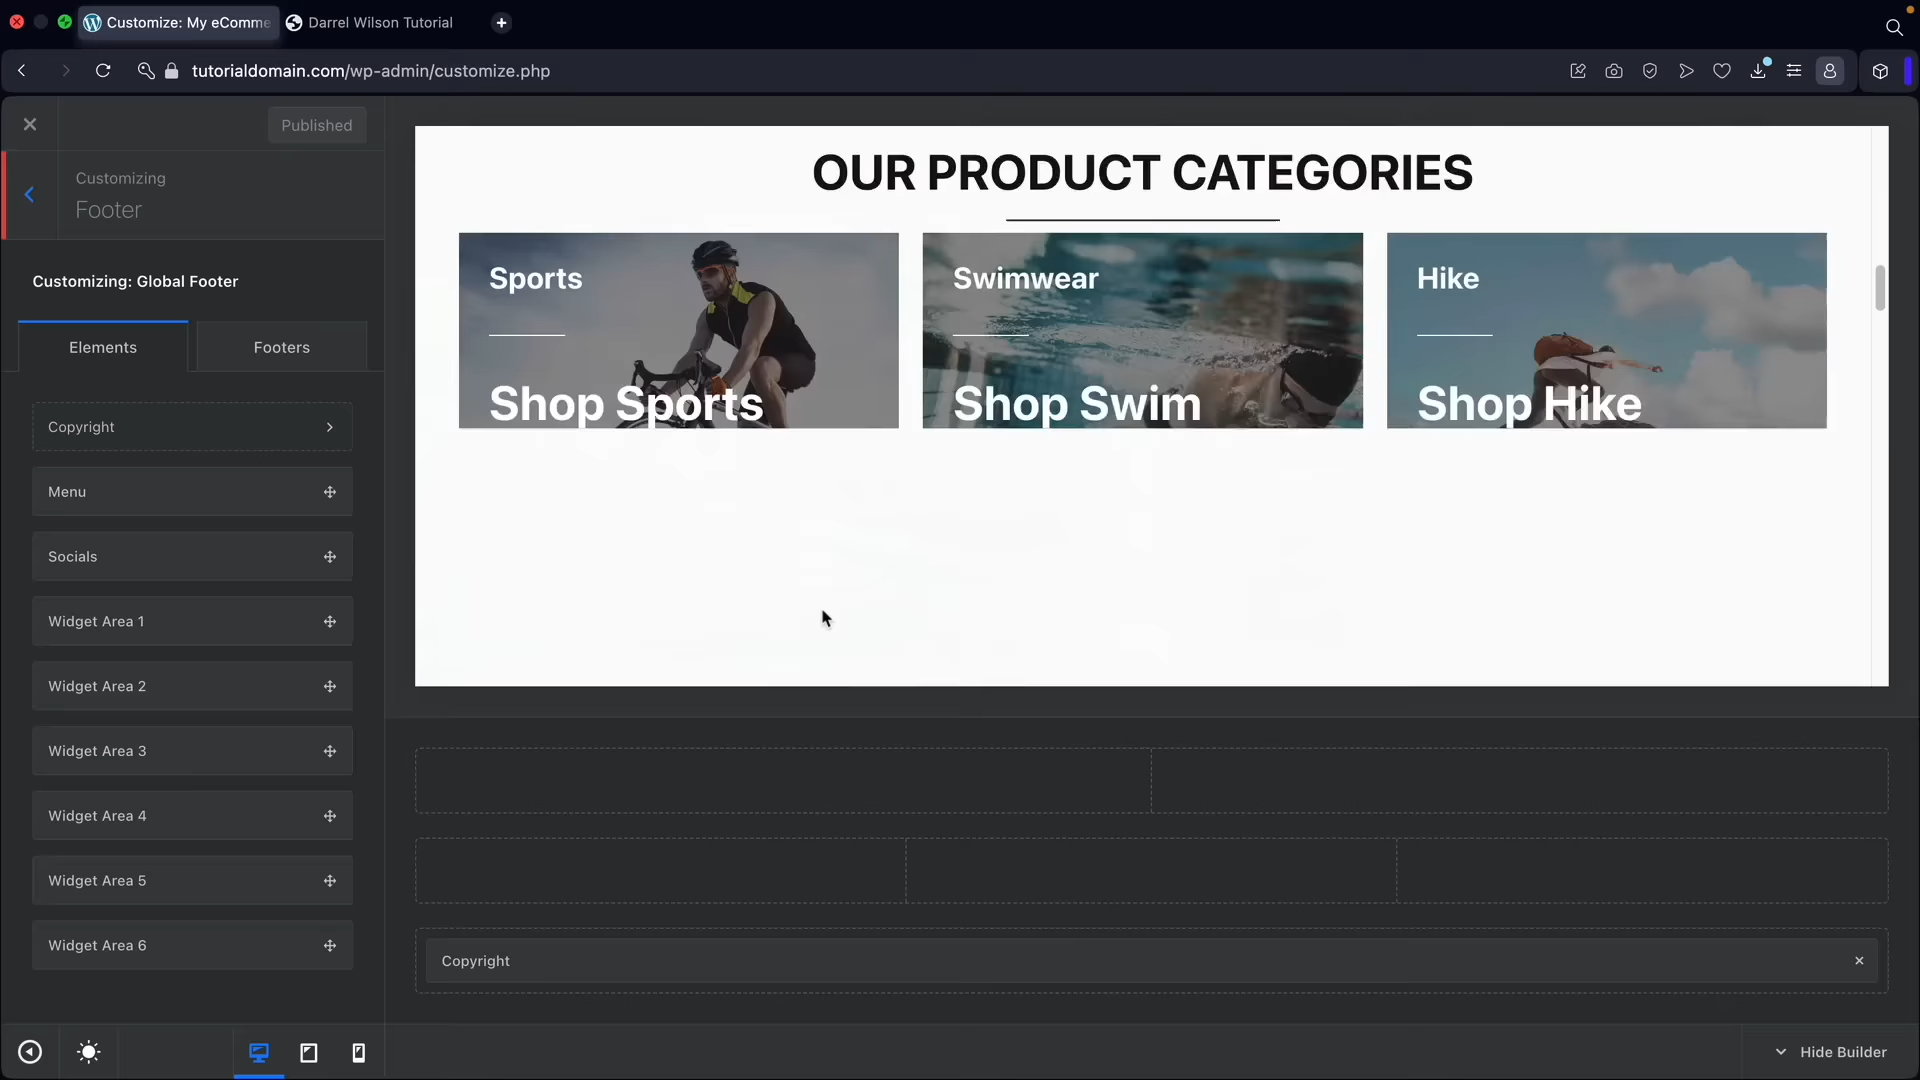 Customize: My eComme
Darrel Wilson Tutorial
tutorialdomain.com/wp-admin/customize.php
Published
Customizing
Footer
Customizing: Global Footer
Elements
Footers
Copyright
Menu
Socials
Widget Area 1
Widget Area 2
Widget Area 3
Widget Area 4
Widget Area 5
Widget Area 6
OUR PRODUCT CATEGORIES
Sports
Shop Sports
Swimwear
Shop Swim
Hike
Shop Hike
Copyright
Hide Builder